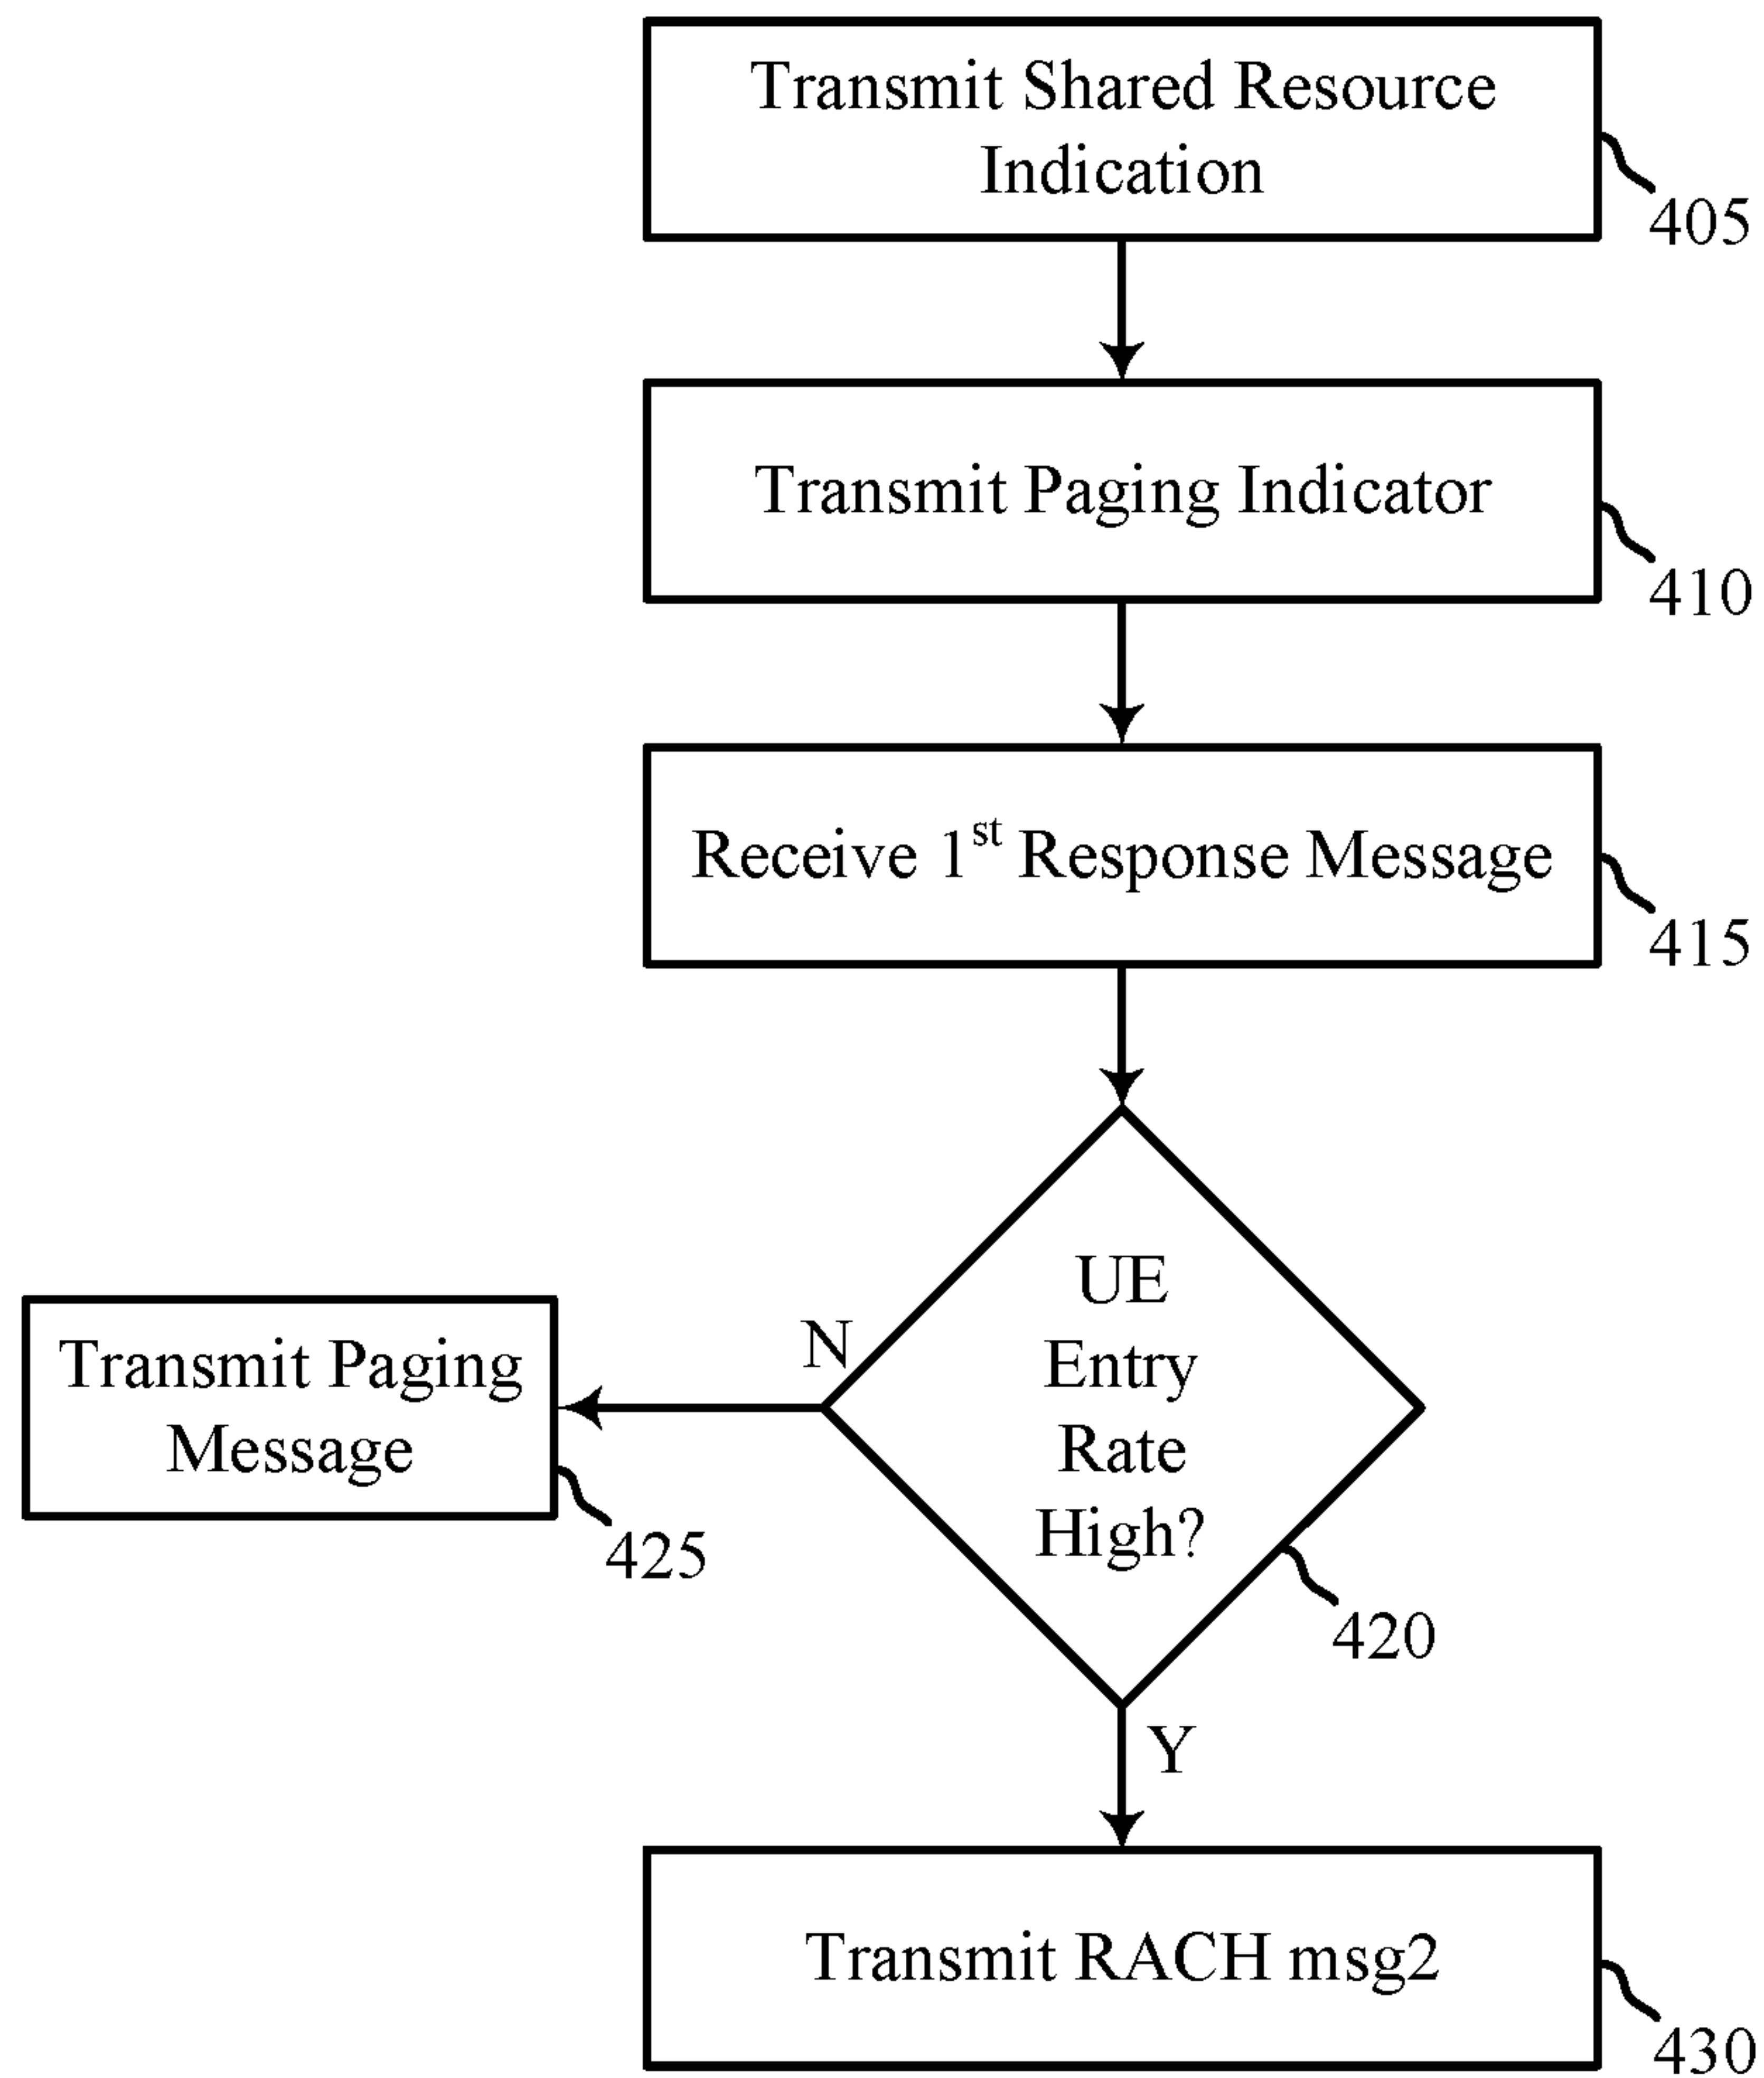 Transmit Shared Resource
Indication
405
Transmit Paging Indicator
410
Receive 1st Response Message
415
UE
Entry
Rate
High?
420
N
Transmit Paging
Message
425
Y
Transmit RACH msg2
430